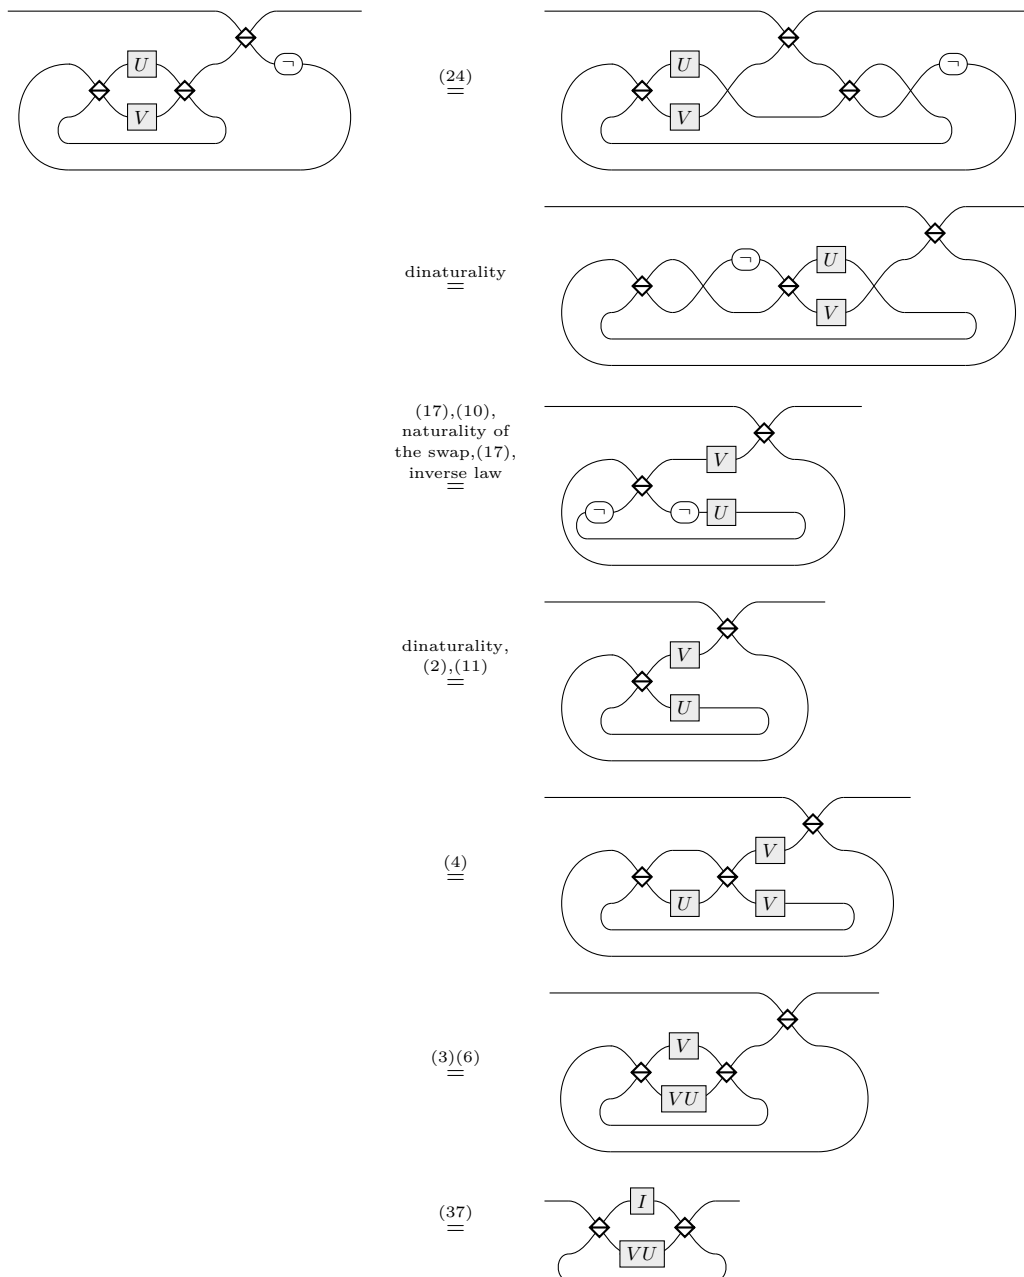 U
¬
V
(24)
=
U
¬
V
dinaturality
=
¬
U
V
(17),(10),
naturality of
the swap,(17),
inverse law
=
V
¬ ¬ U
dinaturality,
(2),(11)
=
V
U
(4)
=
V
U V
(3)(6)
=
V
VU
(37)
=
I
VU